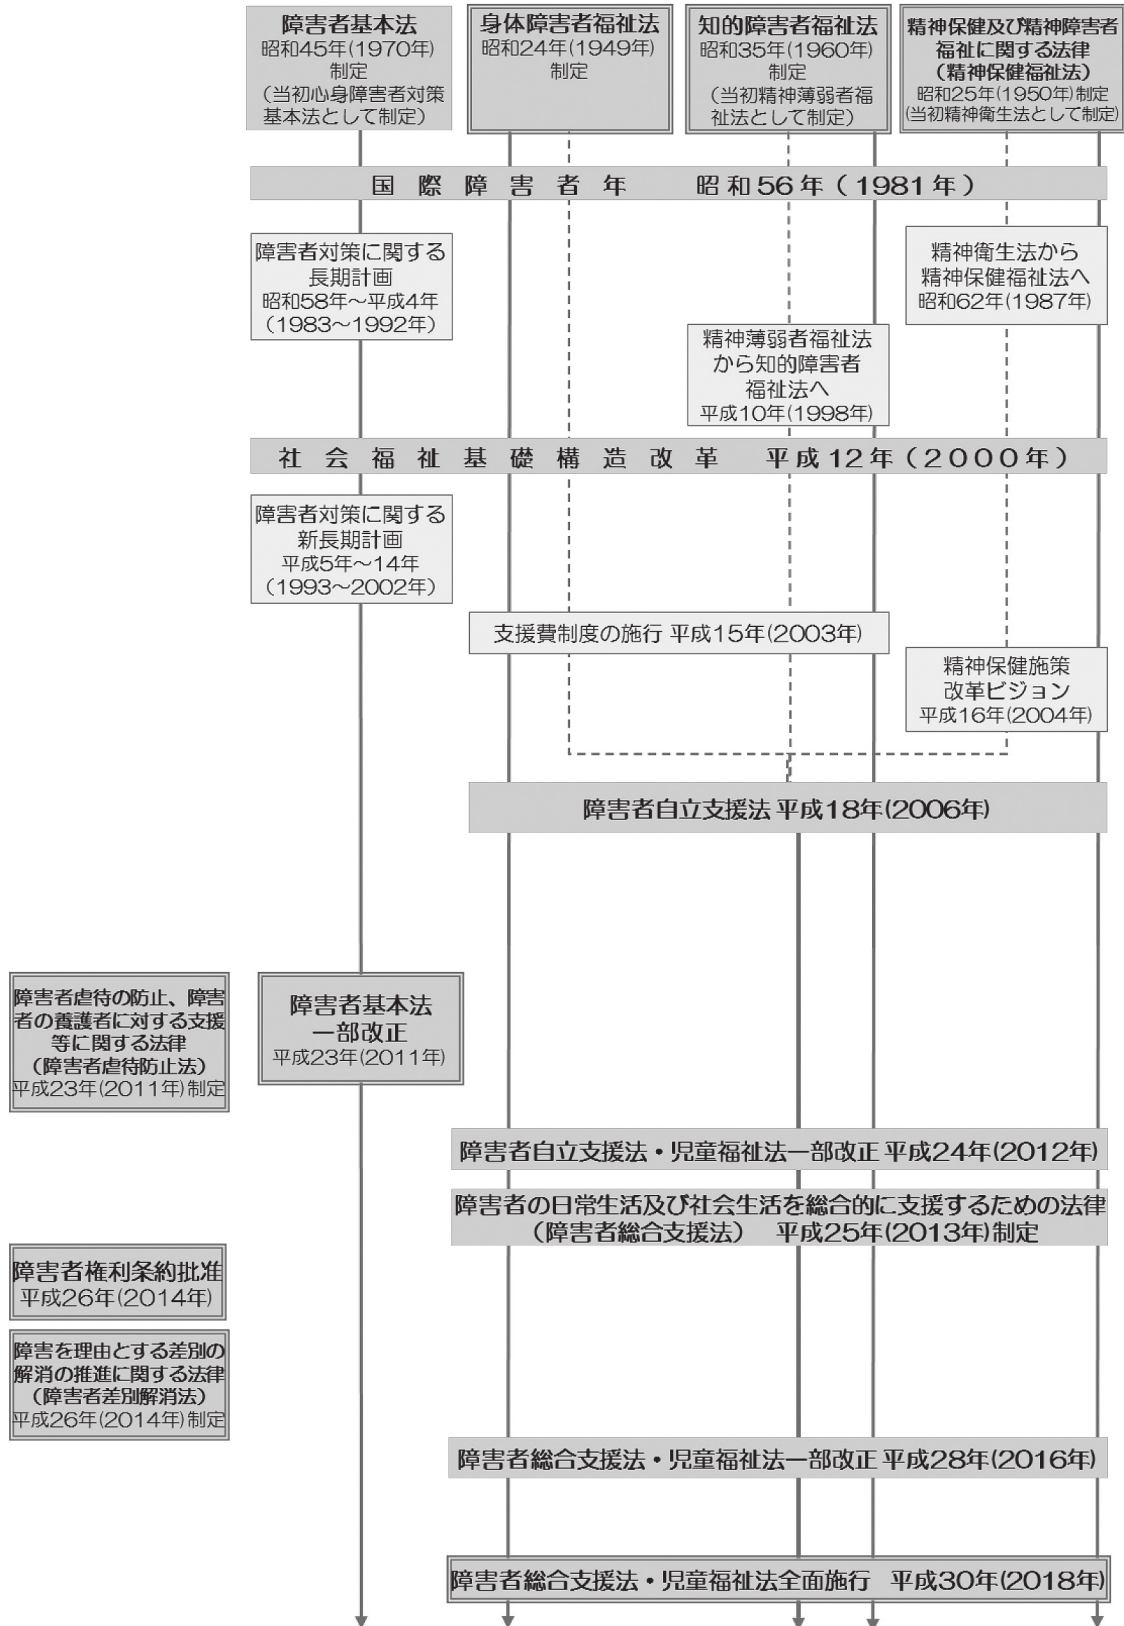 障害者基本法
昭和45年(1970年)
制定
（当初心身障害者対策
基本法として制定）
身体障害者福祉法
昭和24年(1949年)
制定
知的障害者福祉法
昭和35年(1960年)
制定
（当初精神薄弱者福
祉法として制定）
精神保健及び精神障害者
福祉に関する法律
（精神保健福祉法）
昭和25年(1950年)制定
(当初精神衛生法として制定)
国際障害者年 昭和56年（1981年）
障害者対策に関する
長期計画
昭和58年～平成4年
（1983～1992年）
精神衛生法から
精神保健福祉法へ
昭和62年(1987年)
精神薄弱者福祉法
から知的障害者
福祉法へ
平成10年(1998年)
社会福祉基礎構造改革 平成12年（2000年）
障害者対策に関する
新長期計画
平成5年～14年
（1993～2002年）
支援費制度の施行 平成15年(2003年)
精神保健施策
改革ビジョン
平成16年(2004年)
障害者自立支援法 平成18年(2006年)
障害者虐待の防止、障害
者の養護者に対する支援
等に関する法律
（障害者虐待防止法）
平成23年(2011年)制定
障害者基本法
一部改正
平成23年(2011年)
障害者自立支援法・児童福祉法一部改正 平成24年(2012年)
障害者の日常生活及び社会生活を総合的に支援するための法律
（障害者総合支援法） 平成25年(2013年)制定
障害者権利条約批准
平成26年(2014年)
障害を理由とする差別の
解消の推進に関する法律
（障害者差別解消法）
平成26年(2014年)制定
障害者総合支援法・児童福祉法一部改正 平成28年(2016年)
障害者総合支援法・児童福祉法全面施行 平成30年(2018年)